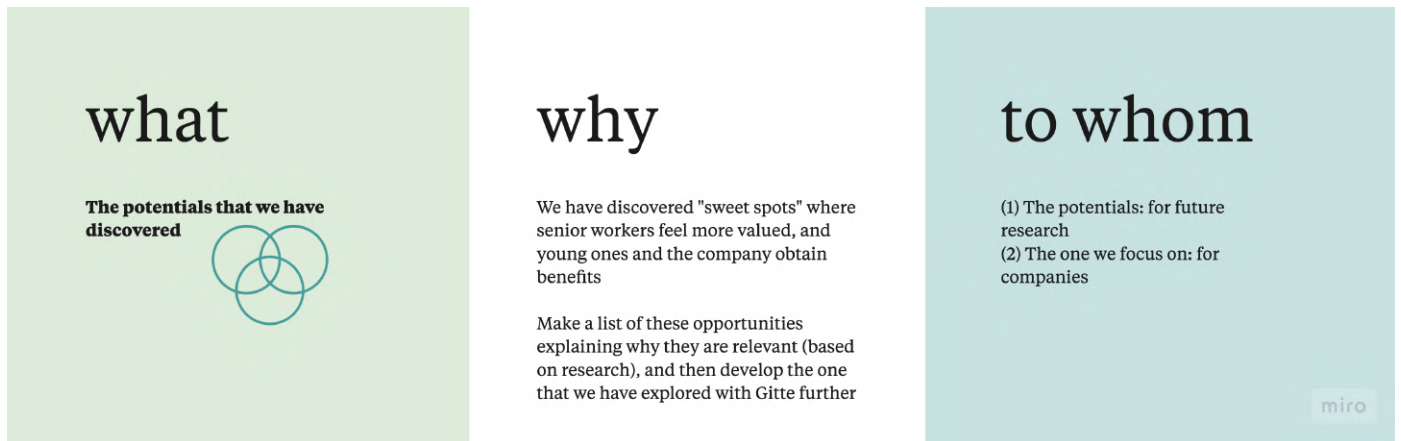 what
The potentials that we have
discovered
why
We have discovered "sweet spots" where
senior workers feel more valued, and
young ones and the company obtain
benefits
Make a list of these opportunities
explaining why they are relevant (based
on research), and then develop the one
that we have explored with Gitte further
to whom
(1) The potentials: for future
research
(2) The one we focus on: for
companies
miro